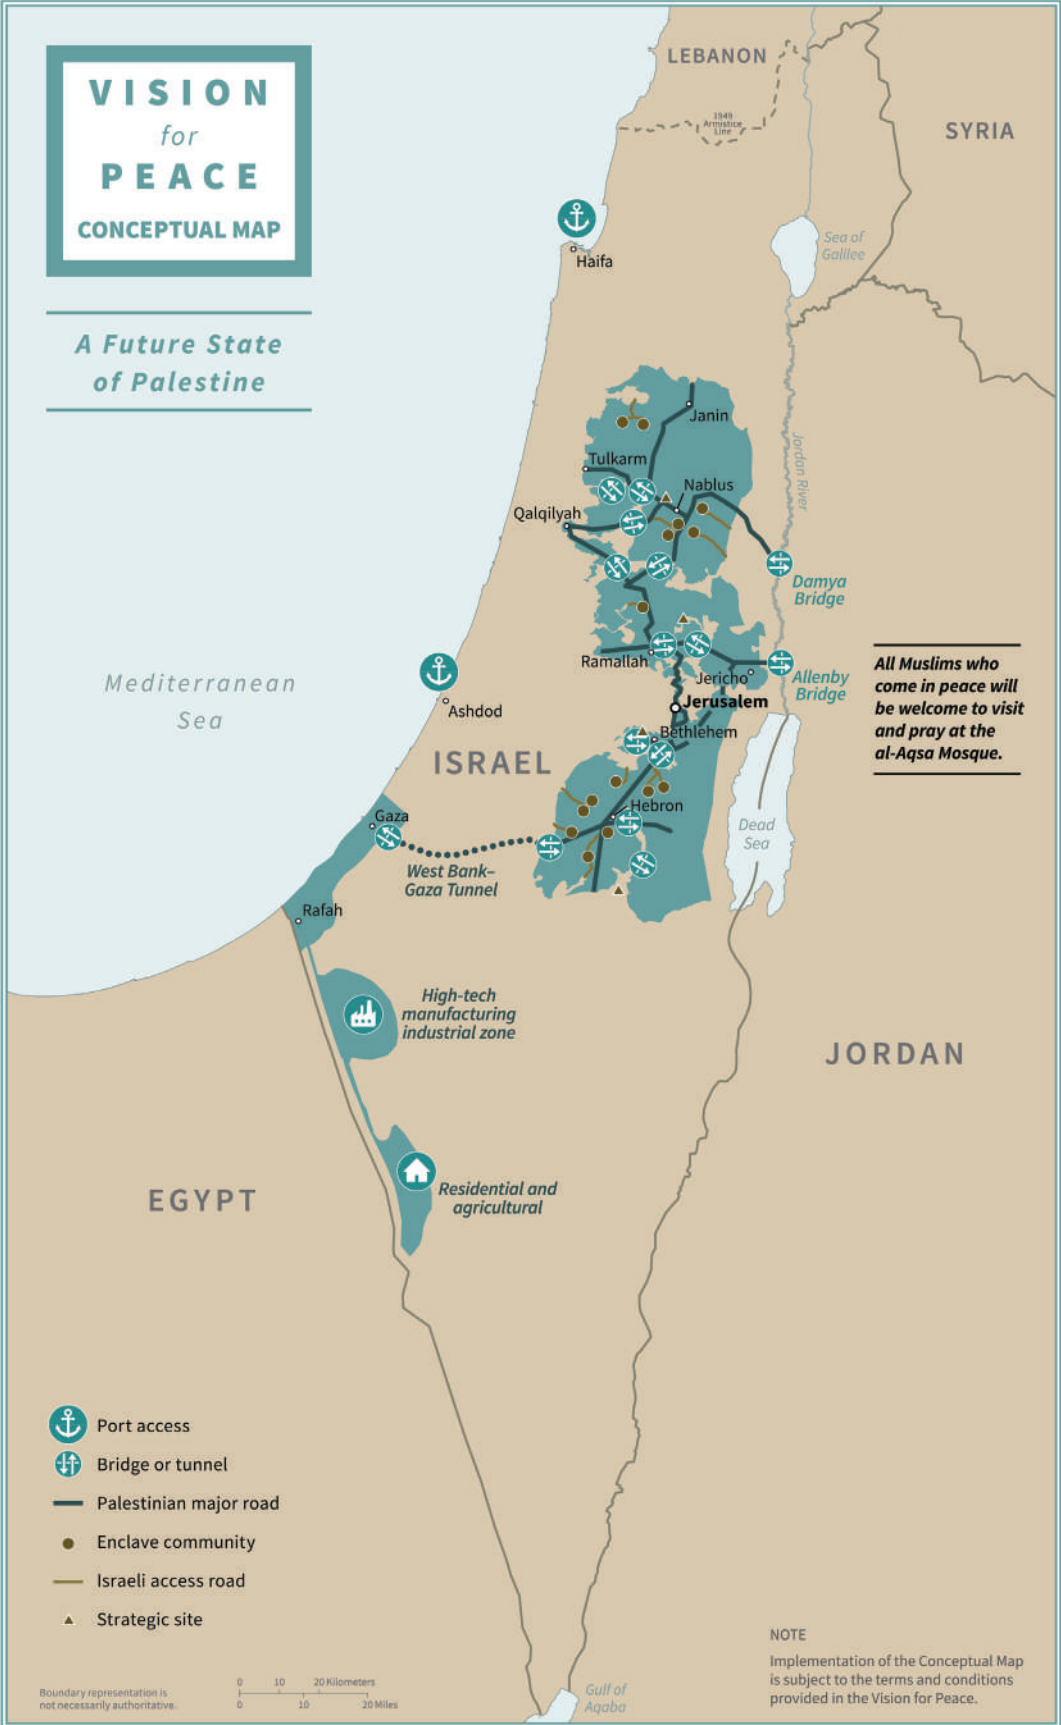 VISION
for
PEACE
CONCEPTUAL MAP
A Future State
of Palestine
LEBANON
1949
Armistice
Line
SYRIA
Sea of
Galilee
Haifa
Janin
Tulkarm
Nablus
Qalqilyah
Jordan River
Damya
Bridge
Ramallah
Jericho
Allenby
Bridge
Jerusalem
Bethlehem
All Muslims who
come in peace will
be welcome to visit
and pray at the
al-Aqsa Mosque.
Mediterranean
Sea
Ashdod
ISRAEL
Gaza
Hebron
Dead
Sea
West Bank–
Gaza Tunnel
Rafah
High-tech
manufacturing
industrial zone
JORDAN
EGYPT
Residential and
agricultural
Port access
Bridge or tunnel
Palestinian major road
Enclave community
Israeli access road
Strategic site
Boundary representation is
not necessarily authoritative.
0 10 20 Kilometers
0 10 20 Miles
Gulf of
Aqaba
NOTE
Implementation of the Conceptual Map
is subject to the terms and conditions
provided in the Vision for Peace.